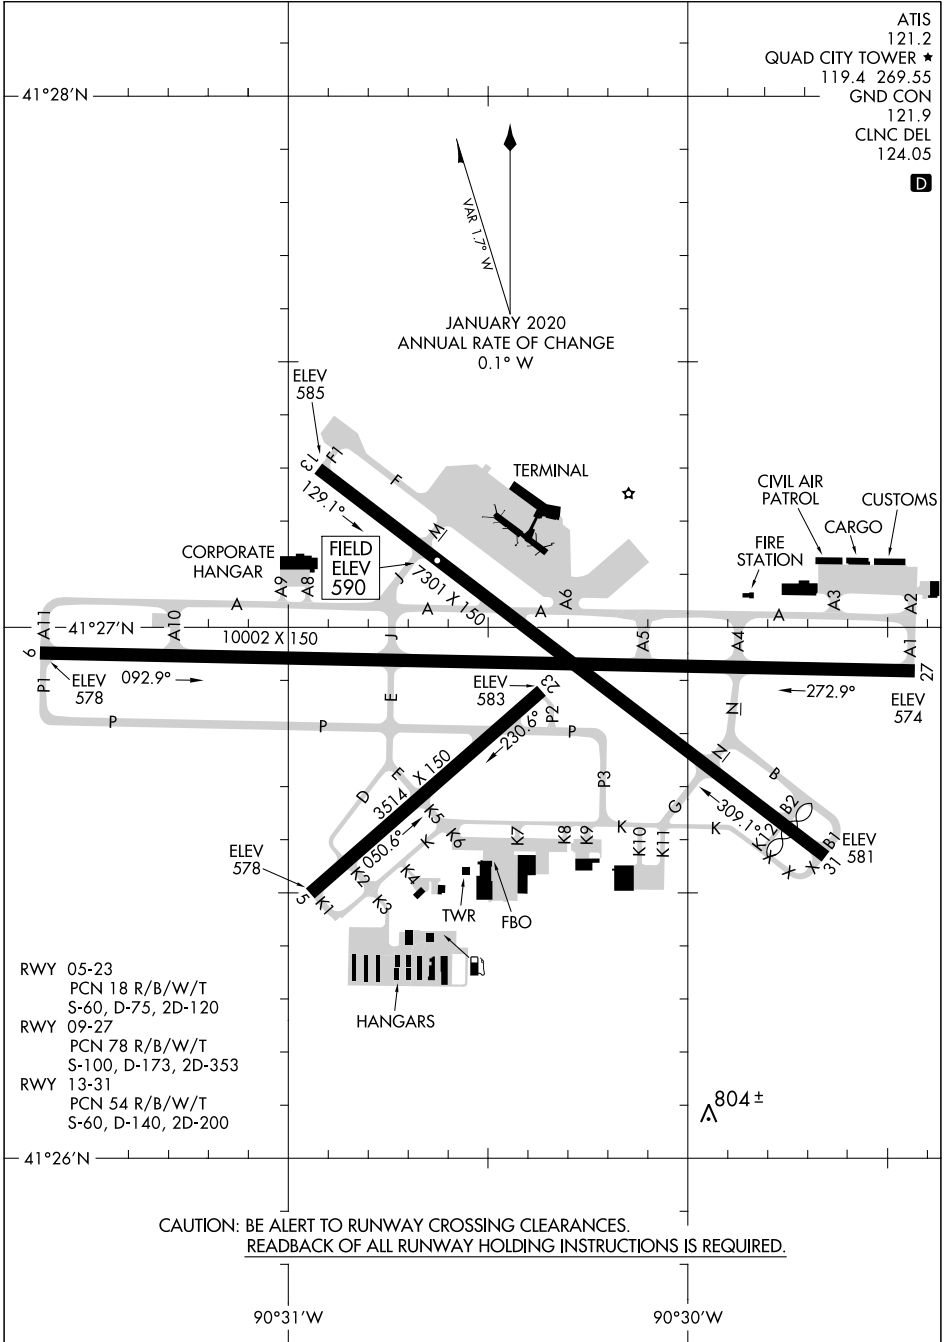 ATIS
121.2
QUAD CITY TOWER ★
119.4 269.55
GND CON
121.9
CLNC DEL
124.05
D
41°28'N
VAR 1.7° W
JANUARY 2020
ANNUAL RATE OF CHANGE
0.1° W
ELEV
585
13
F1
F
129.1°
TERMINAL
CIVIL AIR
PATROL
CUSTOMS
CARGO
FIRE
STATION
CORPORATE
HANGAR
FIELD
ELEV
590
M
J
7301 X 150
A9
A8
A
A
A
A6
A
A3
A2
A11
41°27'N
A10
10002 X 150
J
A5
A4
A1
9
ELEV
578
092.9°
P1
E
ELEV
583
23
272.9°
27
ELEV
574
P
P
P2
P
230.6°
N
N
B
D
E
3514 X 150
P3
G
309.1°
B2
K5
K
K6
K7
K8
K9
K
K10
K11
K
K12
B1
31
ELEV
581
X
X
X
050.6°
ELEV
578
5
K1
K2
K3
K4
TWR
FBO
HANGARS
RWY 05-23
PCN 18 R/B/W/T
S-60, D-75, 2D-120
RWY 09-27
PCN 78 R/B/W/T
S-100, D-173, 2D-353
RWY 13-31
PCN 54 R/B/W/T
S-60, D-140, 2D-200
804±
41°26'N
CAUTION: BE ALERT TO RUNWAY CROSSING CLEARANCES.
READBACK OF ALL RUNWAY HOLDING INSTRUCTIONS IS REQUIRED.
90°31'W
90°30'W